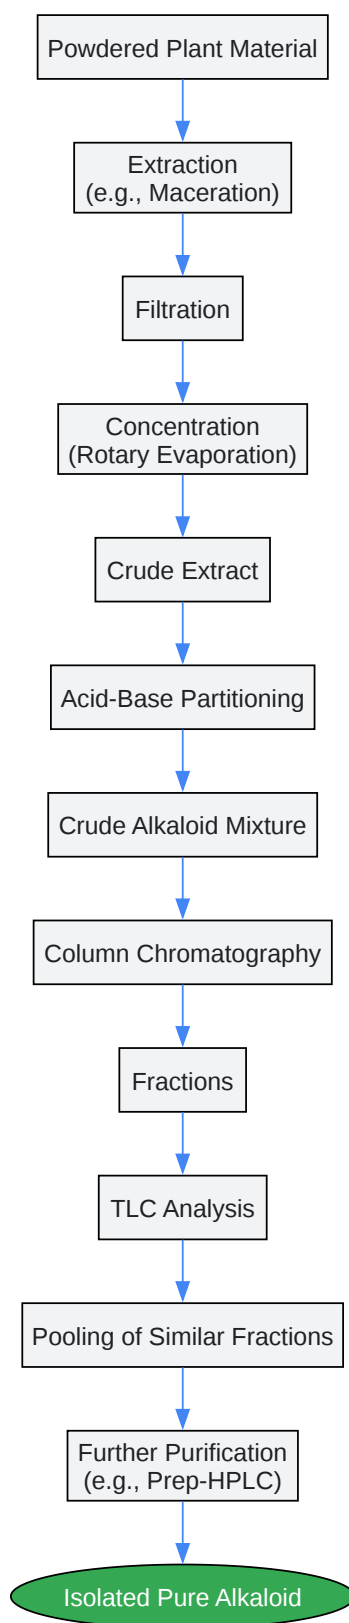 Powdered Plant Material
Extraction
(e.g., Maceration)
Filtration
Concentration
(Rotary Evaporation)
Crude Extract
Acid-Base Partitioning
Crude Alkaloid Mixture
Column Chromatography
Fractions
TLC Analysis
Pooling of Similar Fractions
Further Purification
(e.g., Prep-HPLC)
Isolated Pure Alkaloid